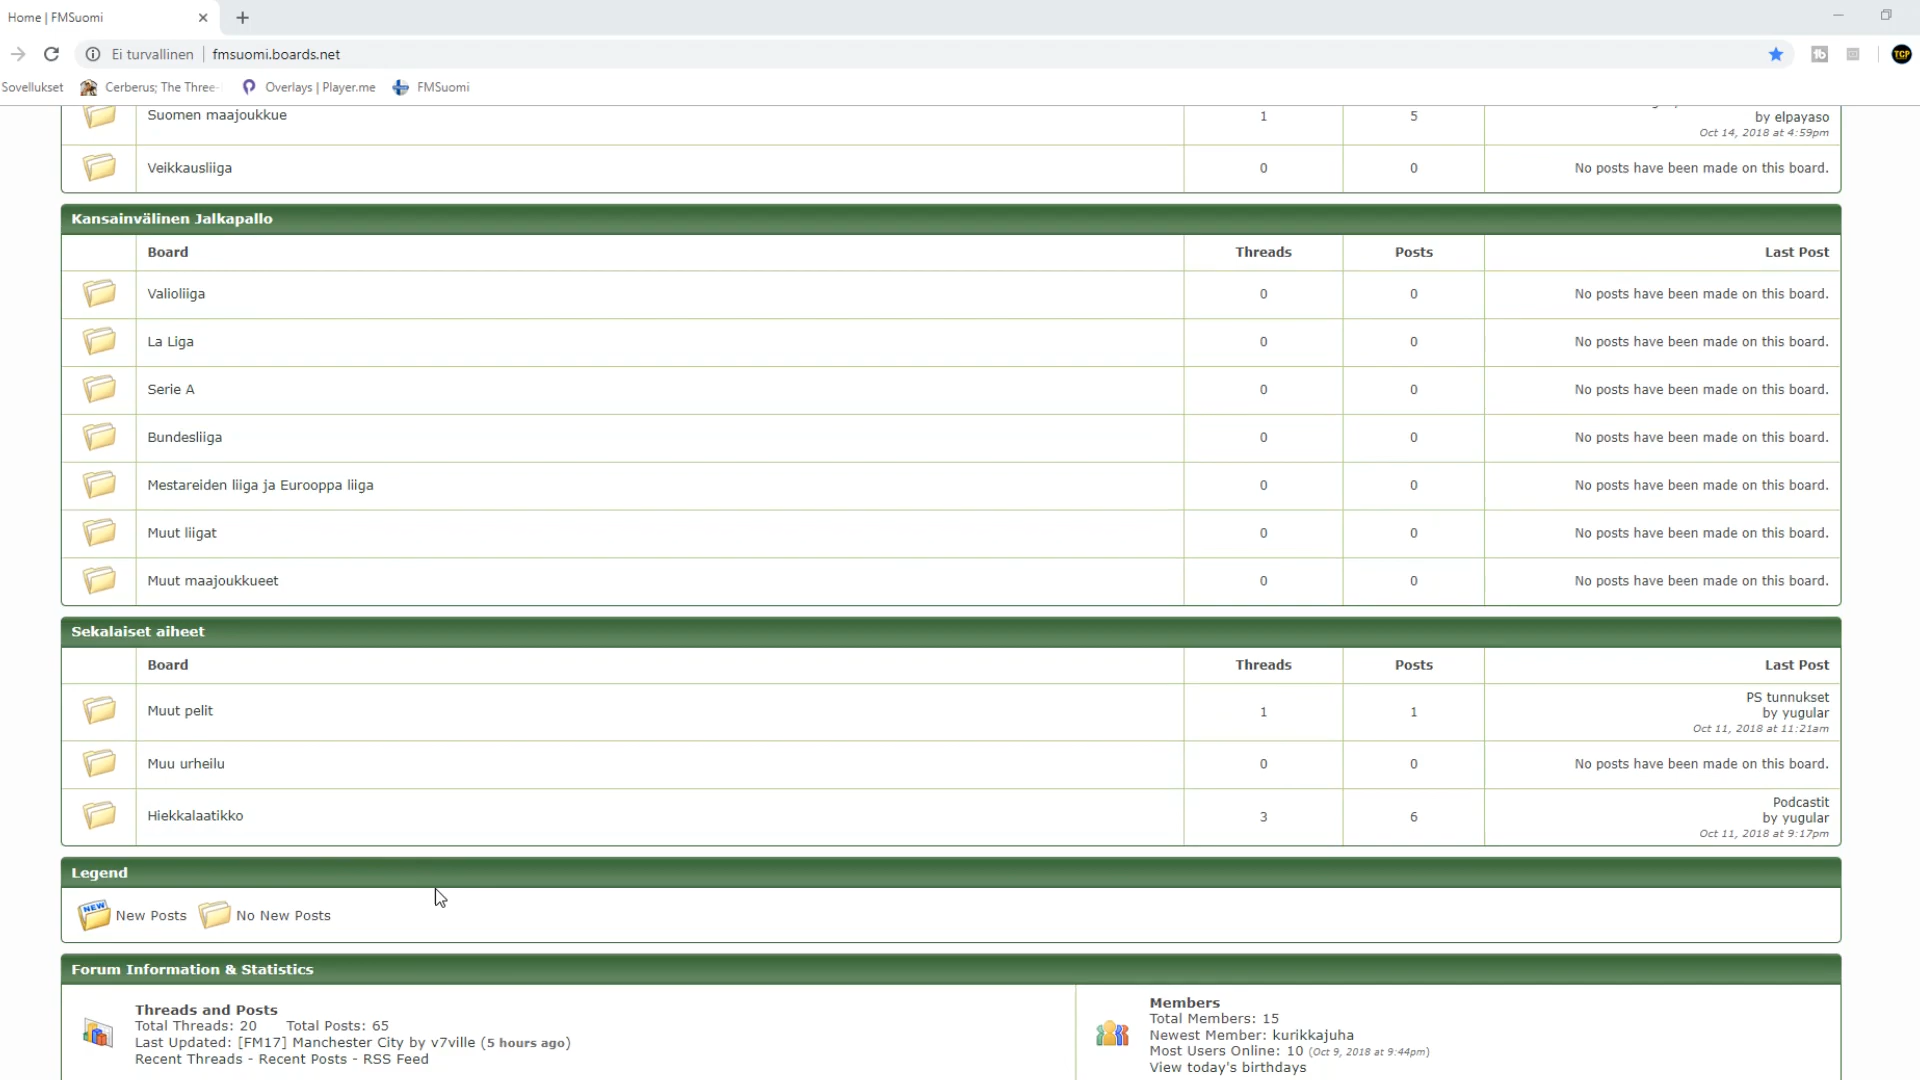 Home | FMSuomi
Ei turvallinen | fmsuomi.boards.net
Sovellukset Cerberus; The Three- Overlays | Player.me FMSuomi
Suomen maajoukkue 1 5 by elpayaso
Oct 14, 2018 at 4:59pm
Veikkausliiga 0 0 No posts have been made on this board.
Kansainvälinen Jalkapallo
Board Threads Posts Last Post
Valioliiga 0 0 No posts have been made on this board.
La Liga 0 0 No posts have been made on this board.
Serie A 0 0 No posts have been made on this board.
Bundesliiga 0 0 No posts have been made on this board.
Mestareiden liiga ja Eurooppa liiga 0 0 No posts have been made on this board.
Muut liigat 0 0 No posts have been made on this board.
Muut maajoukkueet 0 0 No posts have been made on this board.
Sekalaiset aiheet
Board Threads Posts Last Post
PS tunnukset
Muut pelit 1 1 by yugular
Oct 11, 2018 at 11:21am
Muu urheilu 0 0 No posts have been made on this board.
Podcastit
Hiekkalaatikko 3 6 by yugular
Oct 11, 2018 at 9:17pm
Legend
NEW New Posts No New Posts
Forum Information & Statistics
Threads and Posts
Total Threads: 20 Total Posts: 65
Last Updated: [FM17] Manchester City by v7ville (5 hours ago)
Recent Threads - Recent Posts - RSS Feed
Members
Total Members: 15
Newest Member: kurikkajuha
Most Users Online: 10 (Oct 9, 2018 at 9:44pm)
View today's birthdays
TCP